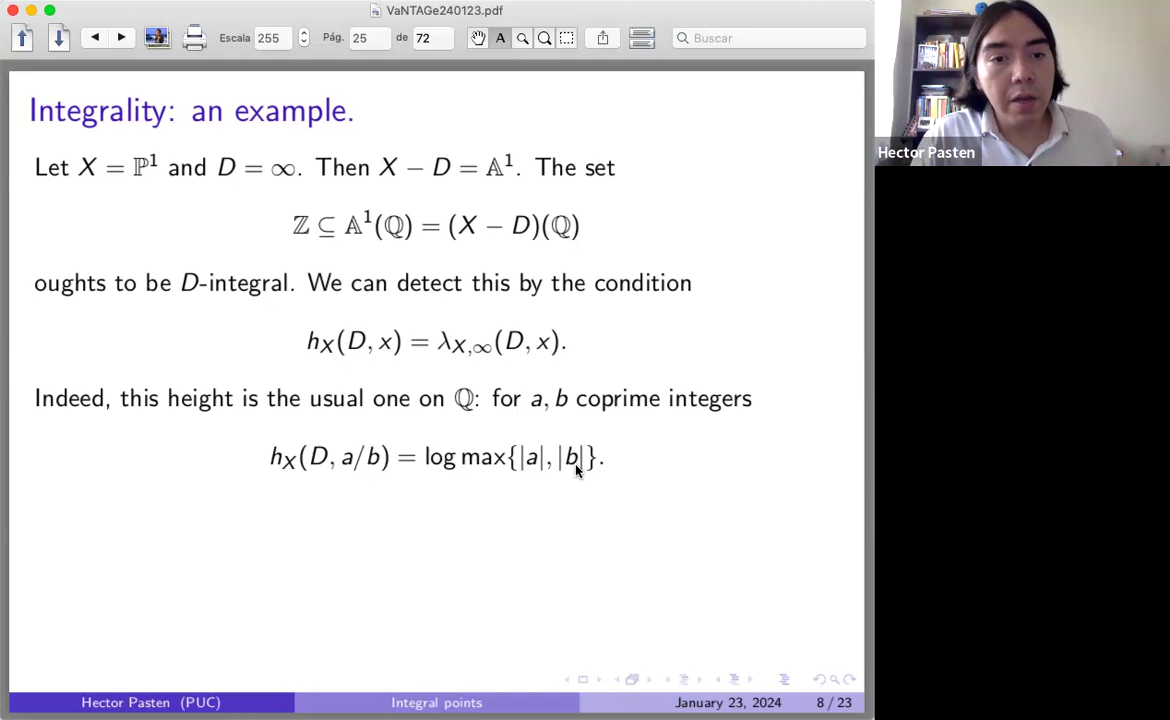 VaNTAGe240123.pdf
Escala 255 Pág. 25 de 72 A Buscar
Integrality: an example.
Let X = ℙ¹ and D = ∞. Then X − D = 𝔸¹. The set
ℤ ⊆ 𝔸¹(ℚ) = (X − D)(ℚ)
oughts to be D-integral. We can detect this by the condition
h_X(D, x) = λ_{X,∞}(D, x).
Indeed, this height is the usual one on ℚ: for a, b coprime integers
h_X(D, a/b) = log max{|a|, |b|}.
Hector Pasten (PUC) Integral points January 23, 2024 8 / 23
Hector Pasten